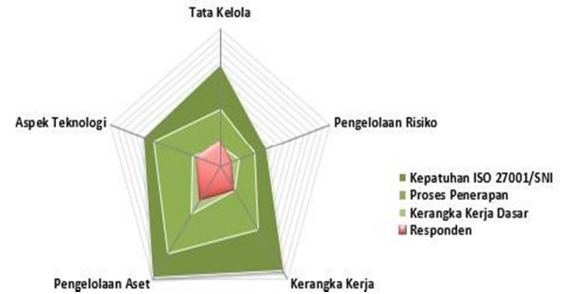 Tata Kelola
Aspek Teknologi
Pengelolaan Risiko
Kepatuhan ISO 27001/SNI
Proses Penerapan
Kerangka Kerja Dasar
Responden
Pengelolaan Aset
Kerangka Kerja